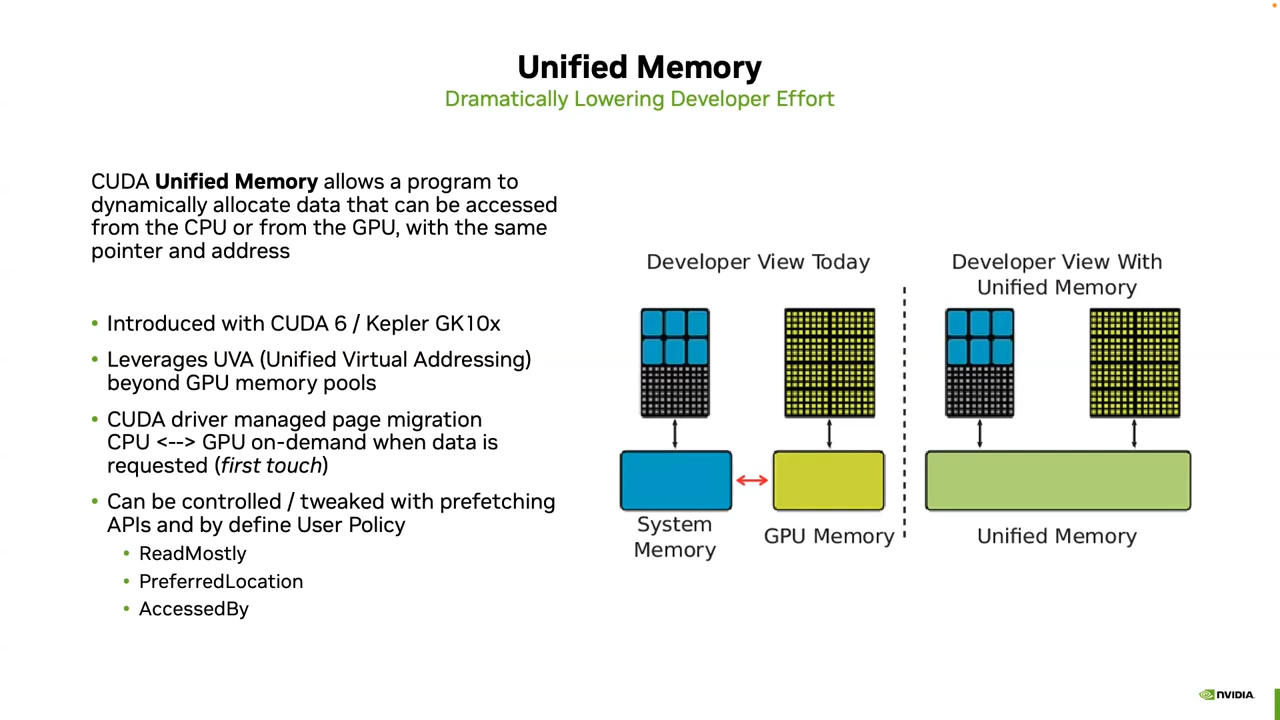 Unified Memory
Dramatically Lowering Developer Effort
CUDA Unified Memory allows a program to
dynamically allocate data that can be accessed
from the CPU or from the GPU, with the same
pointer and address
• Introduced with CUDA 6 / Kepler GK10x
• Leverages UVA (Unified Virtual Addressing)
beyond GPU memory pools
• CUDA driver managed page migration
CPU <--> GPU on-demand when data is
requested (first touch)
• Can be controlled / tweaked with prefetching
APIs and by define User Policy
• ReadMostly
• PreferredLocation
• AccessedBy
Developer View Today
System
Memory
GPU Memory
Developer View With
Unified Memory
Unified Memory
NVIDIA.